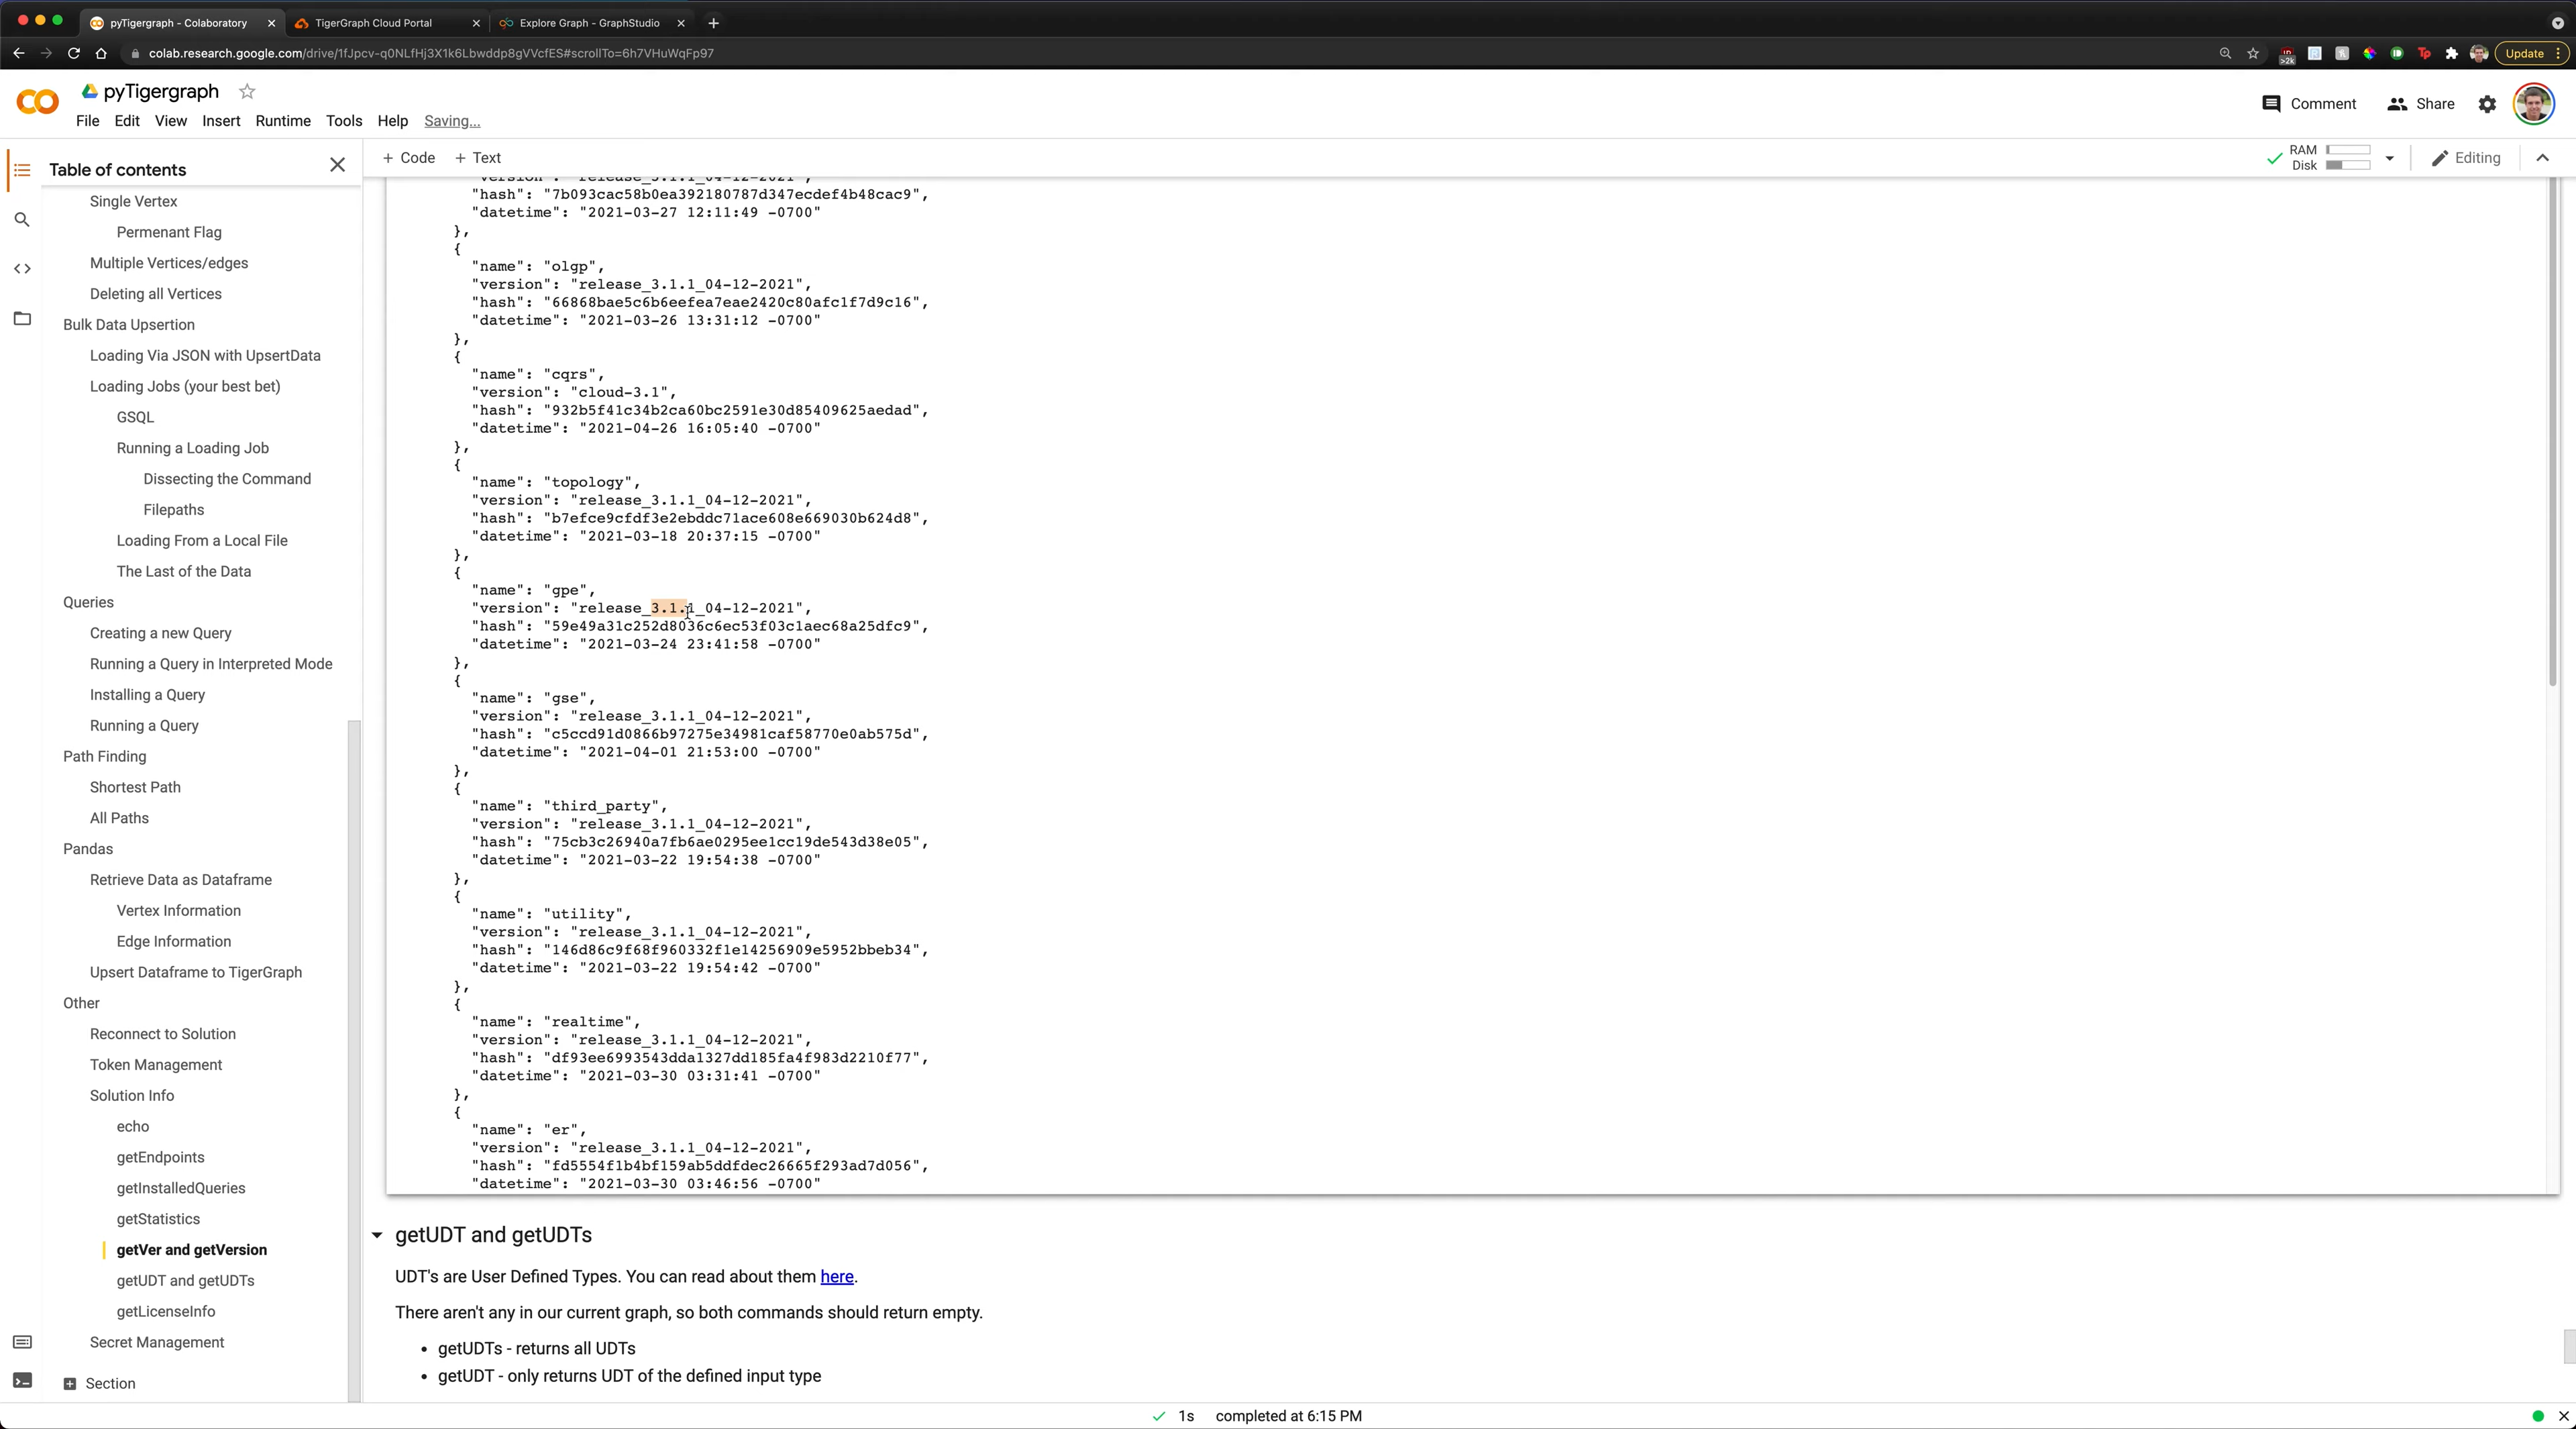 pyTigergraph - Colaboratory
TigerGraph Cloud Portal
Explore Graph - GraphStudio
colab.research.google.com/drive/1fJpcv-q0NLfHj3X1k6Lbwddp8gVVcfES#scrollTo=6h7VHuWqFp97
>2k
Update
pyTigergraph
File Edit View Insert Runtime Tools Help Saving...
Comment
Share
Table of contents
+ Code + Text
RAM
Disk
Editing
Single Vertex
Permenant Flag
Multiple Vertices/edges
Deleting all Vertices
Bulk Data Upsertion
Loading Via JSON with UpsertData
Loading Jobs (your best bet)
GSQL
Running a Loading Job
Dissecting the Command
Filepaths
Loading From a Local File
The Last of the Data
Queries
Creating a new Query
Running a Query in Interpreted Mode
Installing a Query
Running a Query
Path Finding
Shortest Path
All Paths
Pandas
Retrieve Data as Dataframe
Vertex Information
Edge Information
Upsert Dataframe to TigerGraph
Other
Reconnect to Solution
Token Management
Solution Info
echo
getEndpoints
getInstalledQueries
getStatistics
getVer and getVersion
getUDT and getUDTs
getLicenseInfo
Secret Management
Section
"version": "release_3.1.1_04-12-2021",
"hash": "7b093cac58b0ea392180787d347ecdef4b48cac9",
"datetime": "2021-03-27 12:11:49 -0700"
},
{
"name": "olgp",
"version": "release_3.1.1_04-12-2021",
"hash": "66868bae5c6b6eefea7eae2420c80afc1f7d9c16",
"datetime": "2021-03-26 13:31:12 -0700"
},
{
"name": "cqrs",
"version": "cloud-3.1",
"hash": "932b5f41c34b2ca60bc2591e30d85409625aedad",
"datetime": "2021-04-26 16:05:40 -0700"
},
{
"name": "topology",
"version": "release_3.1.1_04-12-2021",
"hash": "b7efce9cfdf3e2ebddc71ace608e669030b624d8",
"datetime": "2021-03-18 20:37:15 -0700"
},
{
"name": "gpe",
"version": "release_3.1.1_04-12-2021",
"hash": "59e49a31c252d8036c6ec53f03c1aec68a25dfc9",
"datetime": "2021-03-24 23:41:58 -0700"
},
{
"name": "gse",
"version": "release_3.1.1_04-12-2021",
"hash": "c5ccd91d0866b97275e34981caf58770e0ab575d",
"datetime": "2021-04-01 21:53:00 -0700"
},
{
"name": "third_party",
"version": "release_3.1.1_04-12-2021",
"hash": "75cb3c26940a7fb6ae0295ee1cc19de543d38e05",
"datetime": "2021-03-22 19:54:38 -0700"
},
{
"name": "utility",
"version": "release_3.1.1_04-12-2021",
"hash": "146d86c9f68f960332f1e14256909e5952bbeb34",
"datetime": "2021-03-22 19:54:42 -0700"
},
{
"name": "realtime",
"version": "release_3.1.1_04-12-2021",
"hash": "df93ee6993543dda1327dd185fa4f983d2210f77",
"datetime": "2021-03-30 03:31:41 -0700"
},
{
"name": "er",
"version": "release_3.1.1_04-12-2021",
"hash": "fd5554f1b4bf159ab5ddfdec26665f293ad7d056",
"datetime": "2021-03-30 03:46:56 -0700"
getUDT and getUDTs
UDT's are User Defined Types. You can read about them here.
There aren't any in our current graph, so both commands should return empty.
• getUDTs - returns all UDTs
• getUDT - only returns UDT of the defined input type
1s completed at 6:15 PM